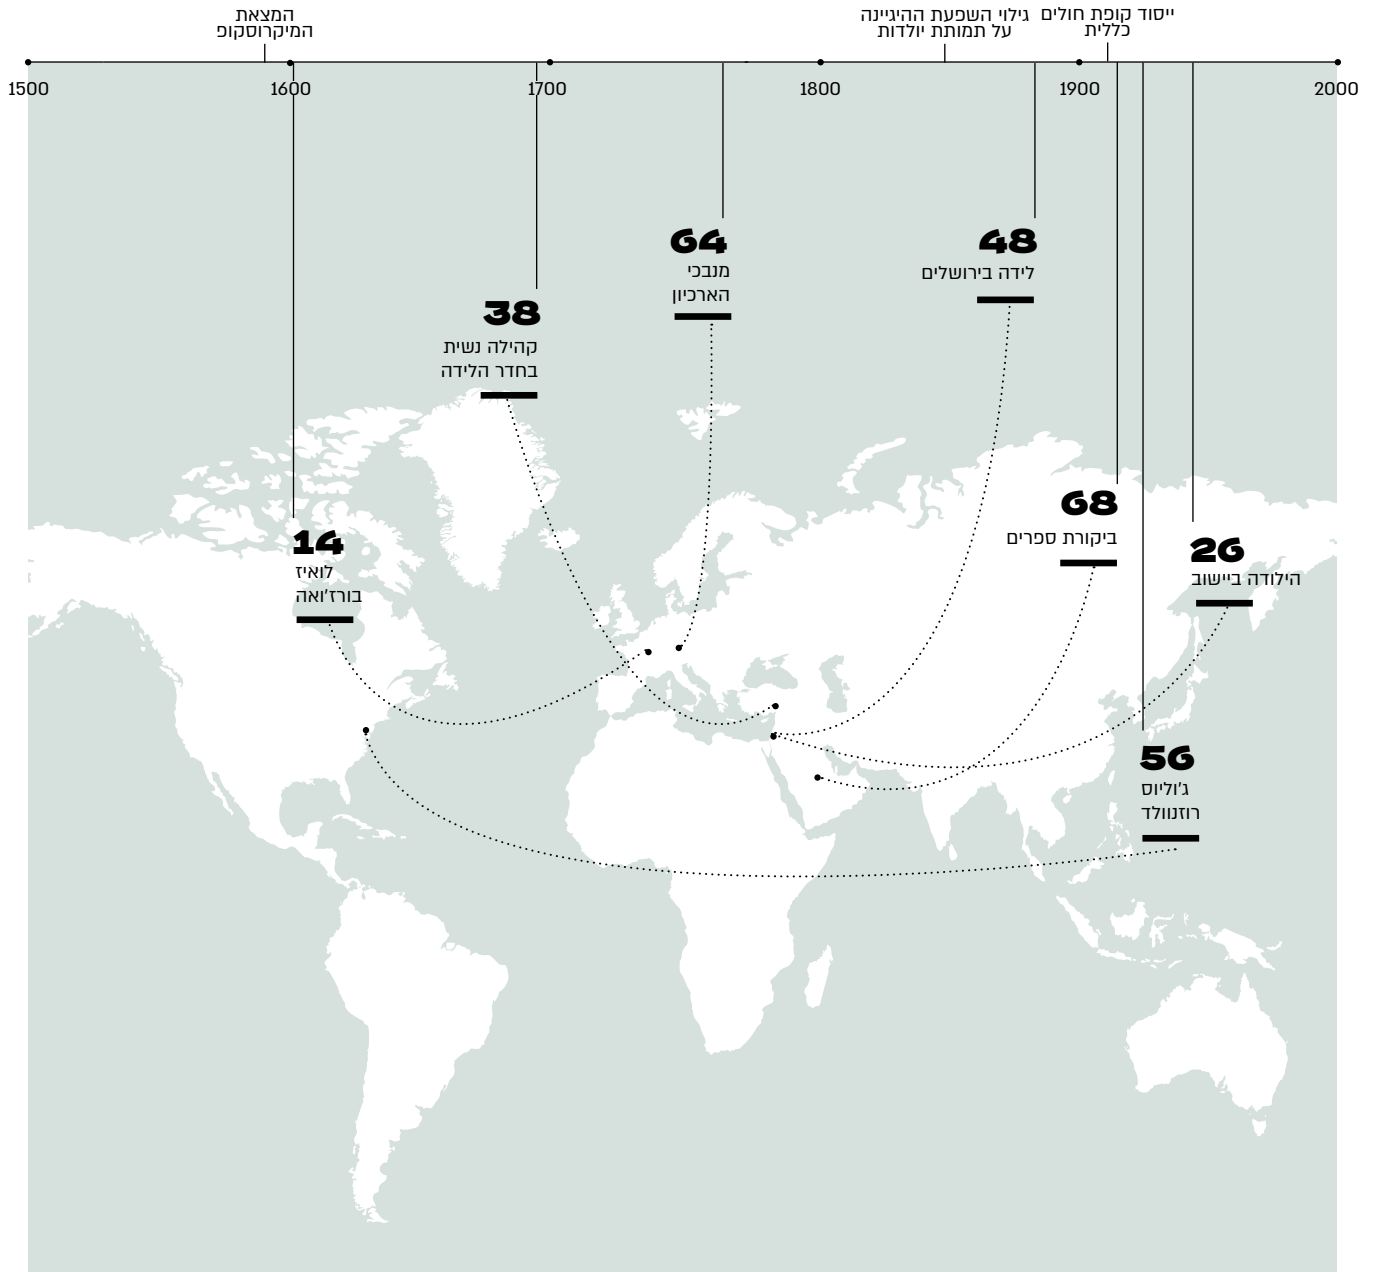 המצאת
המיקרוסקופ
גילוי השפעת ההיגיינה
על תמותת יולדות
ייסוד קופת חולים
כללית
1500
1600
1700
1800
1900
2000
64
מנבכי
הארכיון
48
לידה בירושלים
38
קהילה נשית
בחדר הלידה
68
ביקורת ספרים
14
לואיז
בורז'ואה
26
הילודה ביישוב
56
ג'וליוס
רוזנוולד